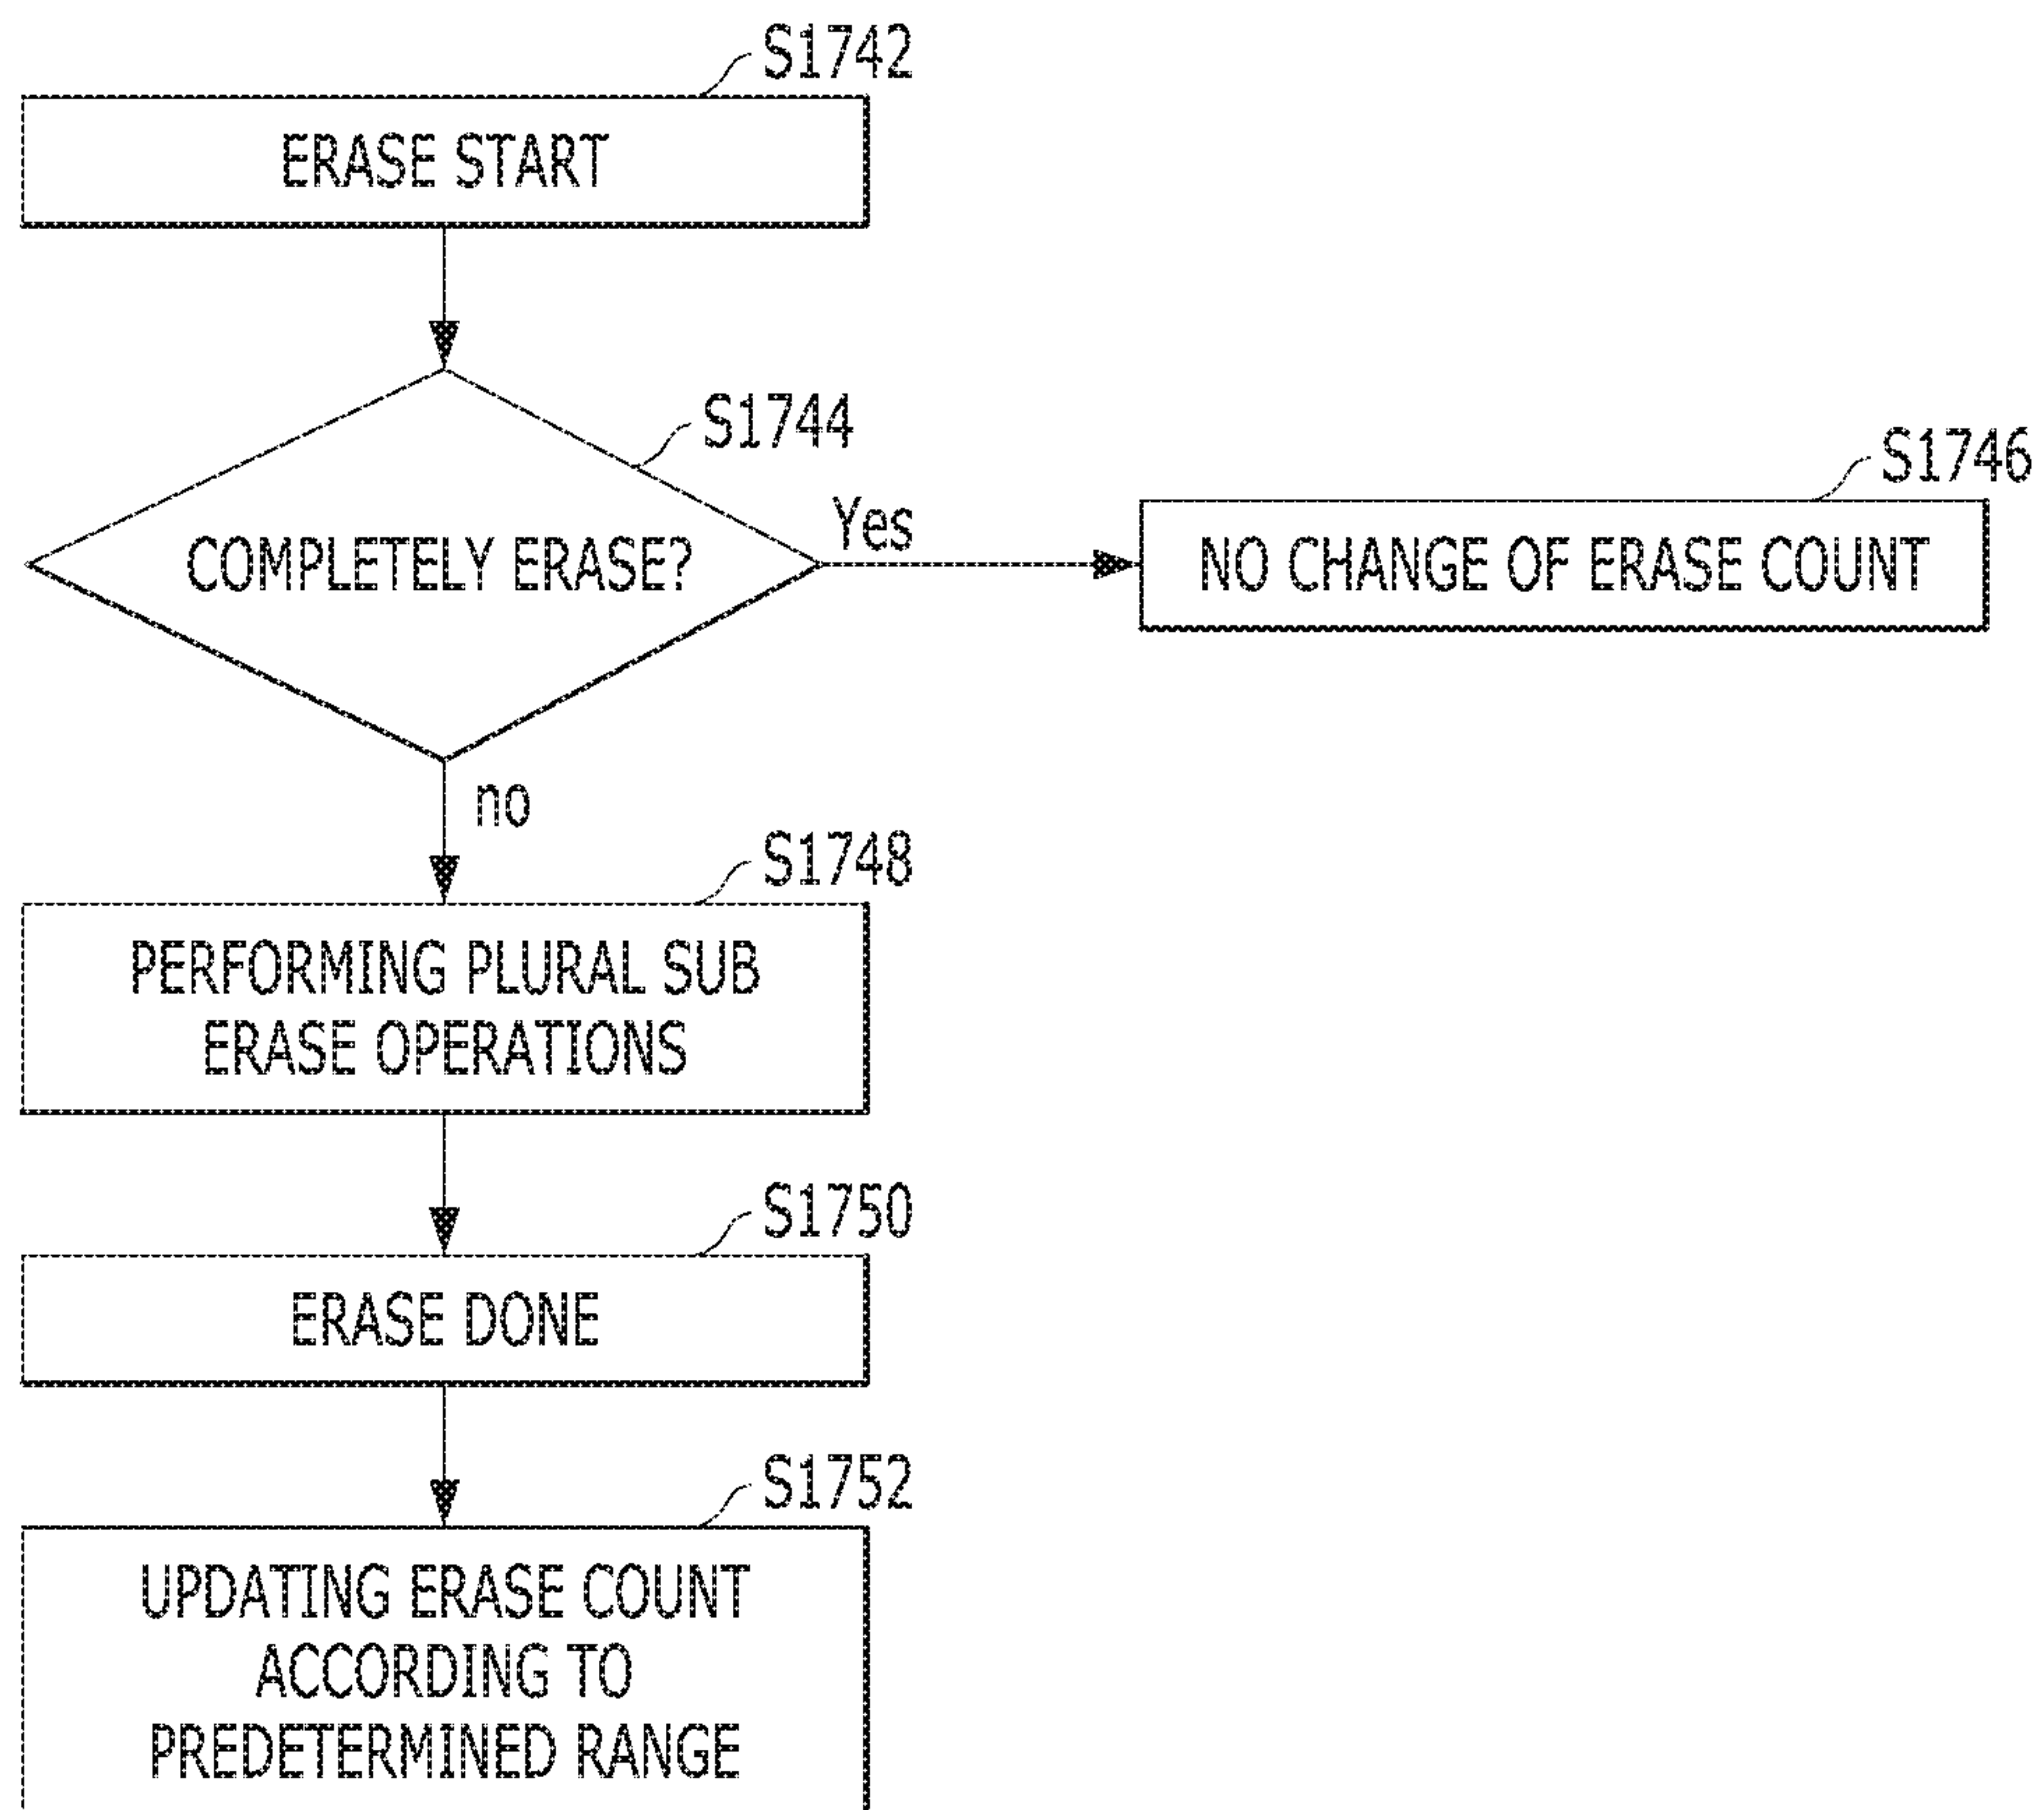 S1742
ERASE START
S1744
COMPLETELY ERASE?
Yes
S1746
NO CHANGE OF ERASE COUNT
no
S1748
PERFORMING PLURAL SUB
ERASE OPERATIONS
S1750
ERASE DONE
S1752
UPDATING ERASE COUNT
ACCORDING TO
PREDETERMINED RANGE